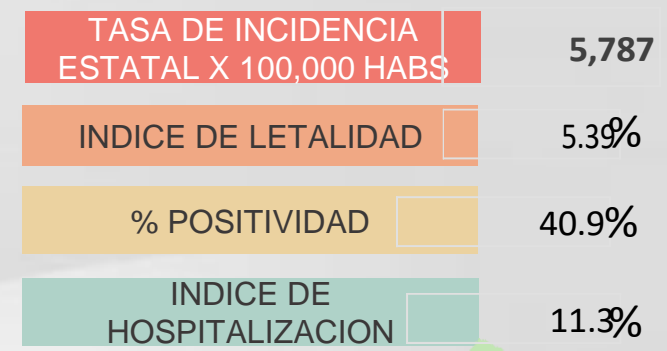 TASA DE INCIDENCIA
ESTATAL X 100,000 HABS
5,787
INDICE DE LETALIDAD
5.39%
% POSITIVIDAD
40.9%
INDICE DE
HOSPITALIZACION
11.3%